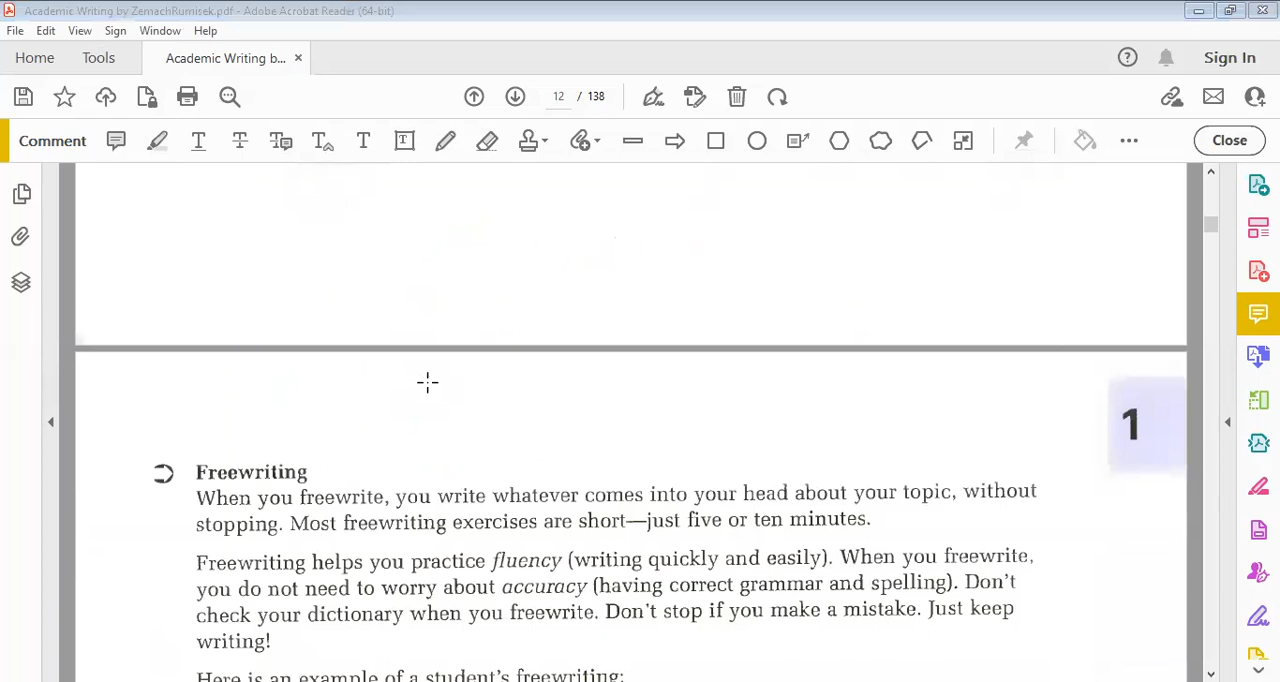 Academic Writing by ZemachRumisek.pdf - Adobe Acrobat Reader (64-bit)
File Edit View Sign Window Help
Home Tools Academic Writing b... × Sign In
12 / 138
Comment Close
1
Freewriting
When you freewrite, you write whatever comes into your head about your topic, without
stopping. Most freewriting exercises are short—just five or ten minutes.
Freewriting helps you practice fluency (writing quickly and easily). When you freewrite,
you do not need to worry about accuracy (having correct grammar and spelling). Don't
check your dictionary when you freewrite. Don't stop if you make a mistake. Just keep
writing!
Here is an example of a student's freewriting: